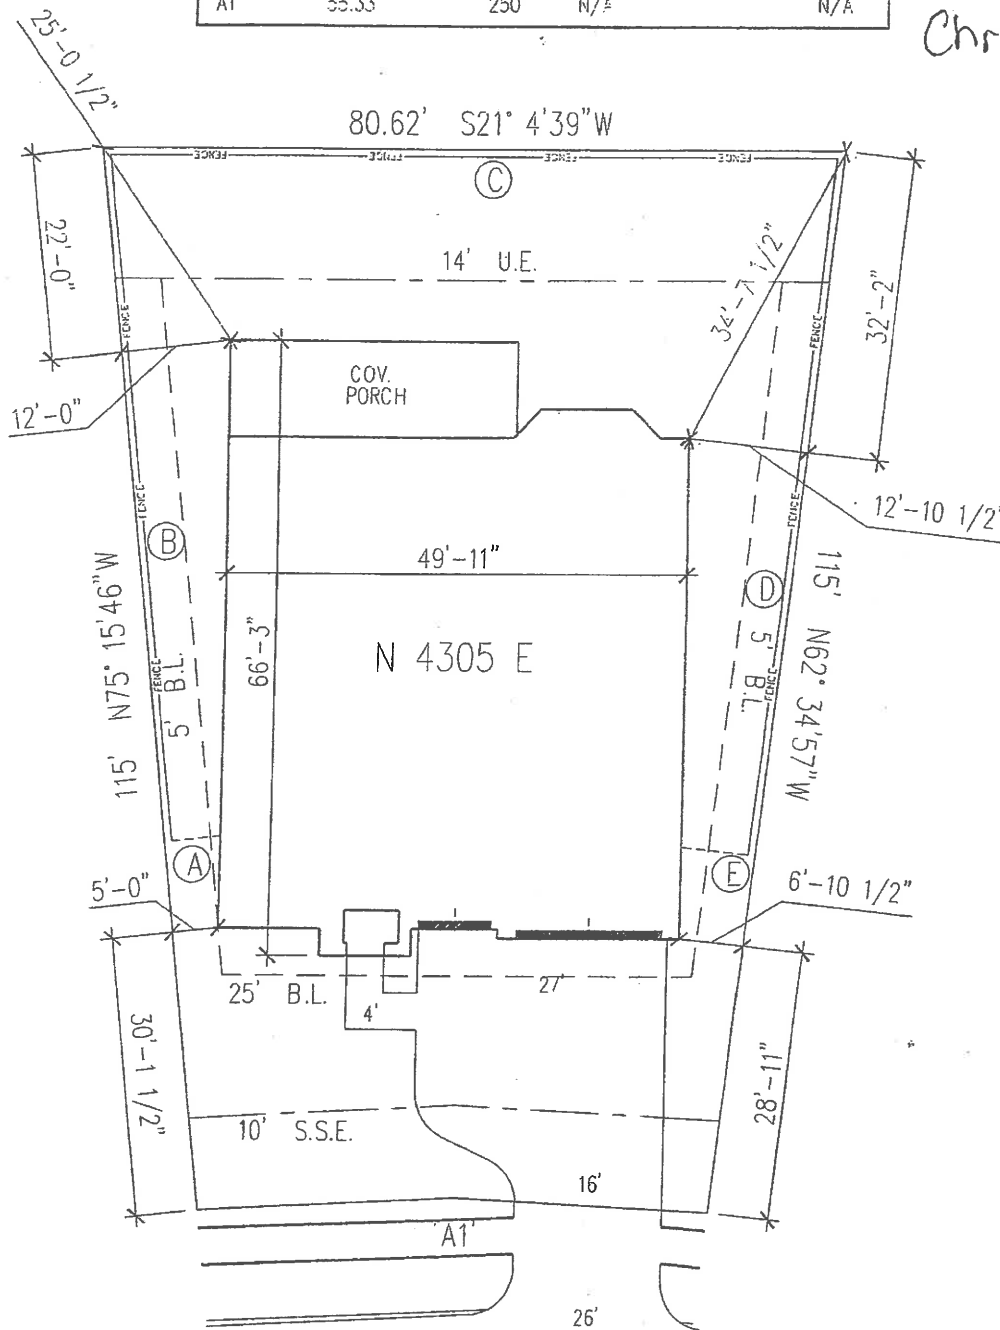 A1 55.33 250 N/A N/A
25'-0 1/2"
80.62' S21° 4'39"W
FENCE FENCE FENCE FENCE
C
22'-0"
14' U.E.
34'-7 1/2"
32'-2"
FENCE
FENCE
COV.
PORCH
12'-0"
FENCE
FENCE
12'-10 1/2"
B
49'-11"
D
115' N75° 15'46"W
5' B.L.
FENCE
66'-3"
N 4305 E
5' B.L.
FENCE
115' N62° 34'57"W
A
E
5'-0"
6'-10 1/2"
25' B.L.
27'
4'
30'-1 1/2"
28'-11"
10' S.S.E.
16'
'A1'
26'